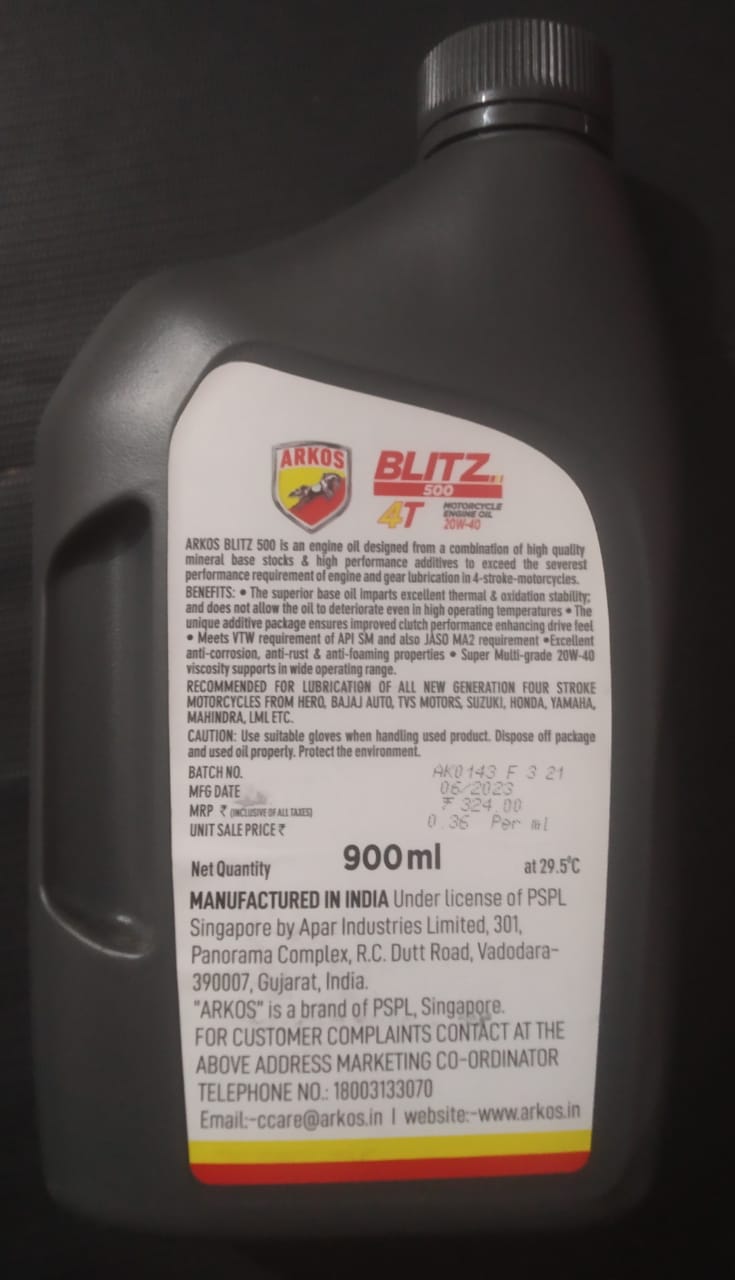 ARKOS
BLITZ
500
4T
MOTORCYCLE
ENGINE OIL
20W-40
ARKOS BLITZ 500 is an engine oil designed from a combination of high quality
mineral base stocks & high performance additives to exceed the severest
performance requirement of engine and gear lubrication in 4-stroke-motorcycles.
BENEFITS: • The superior base oil imparts excellent thermal & oxidation stability;
and does not allow the oil to deteriorate even in high operating temperatures • The
unique additive package ensures improved clutch performance enhancing drive feel
• Meets VTW requirement of API SM and also JASO MA2 requirement •Excellent
anti-corrosion, anti-rust & anti-foaming properties • Super Multi-grade 20W-40
viscosity supports in wide operating range.
RECOMMENDED FOR LUBRICATION OF ALL NEW GENERATION FOUR STROKE
MOTORCYCLES FROM HERO, BAJAJ AUTO, TVS MOTORS, SUZUKI, HONDA, YAMAHA,
MAHINDRA, LML ETC.
CAUTION: Use suitable gloves when handling used product. Dispose off package
and used oil properly. Protect the environment.
BATCH NO. AK0143 F 3 21
MFG DATE 06/2023
MRP ₹ (INCLUSIVE OF ALL TAXES) ₹ 324.00
UNIT SALE PRICE ₹ 0.36 Per ml
Net Quantity 900ml at 29.5°C
MANUFACTURED IN INDIA Under license of PSPL
Singapore by Apar Industries Limited, 301,
Panorama Complex, R.C. Dutt Road, Vadodara-
390007, Gujarat, India.
"ARKOS" is a brand of PSPL, Singapore.
FOR CUSTOMER COMPLAINTS CONTACT AT THE
ABOVE ADDRESS MARKETING CO-ORDINATOR
TELEPHONE NO.: 18003133070
Email:-ccare@arkos.in | website:-www.arkos.in